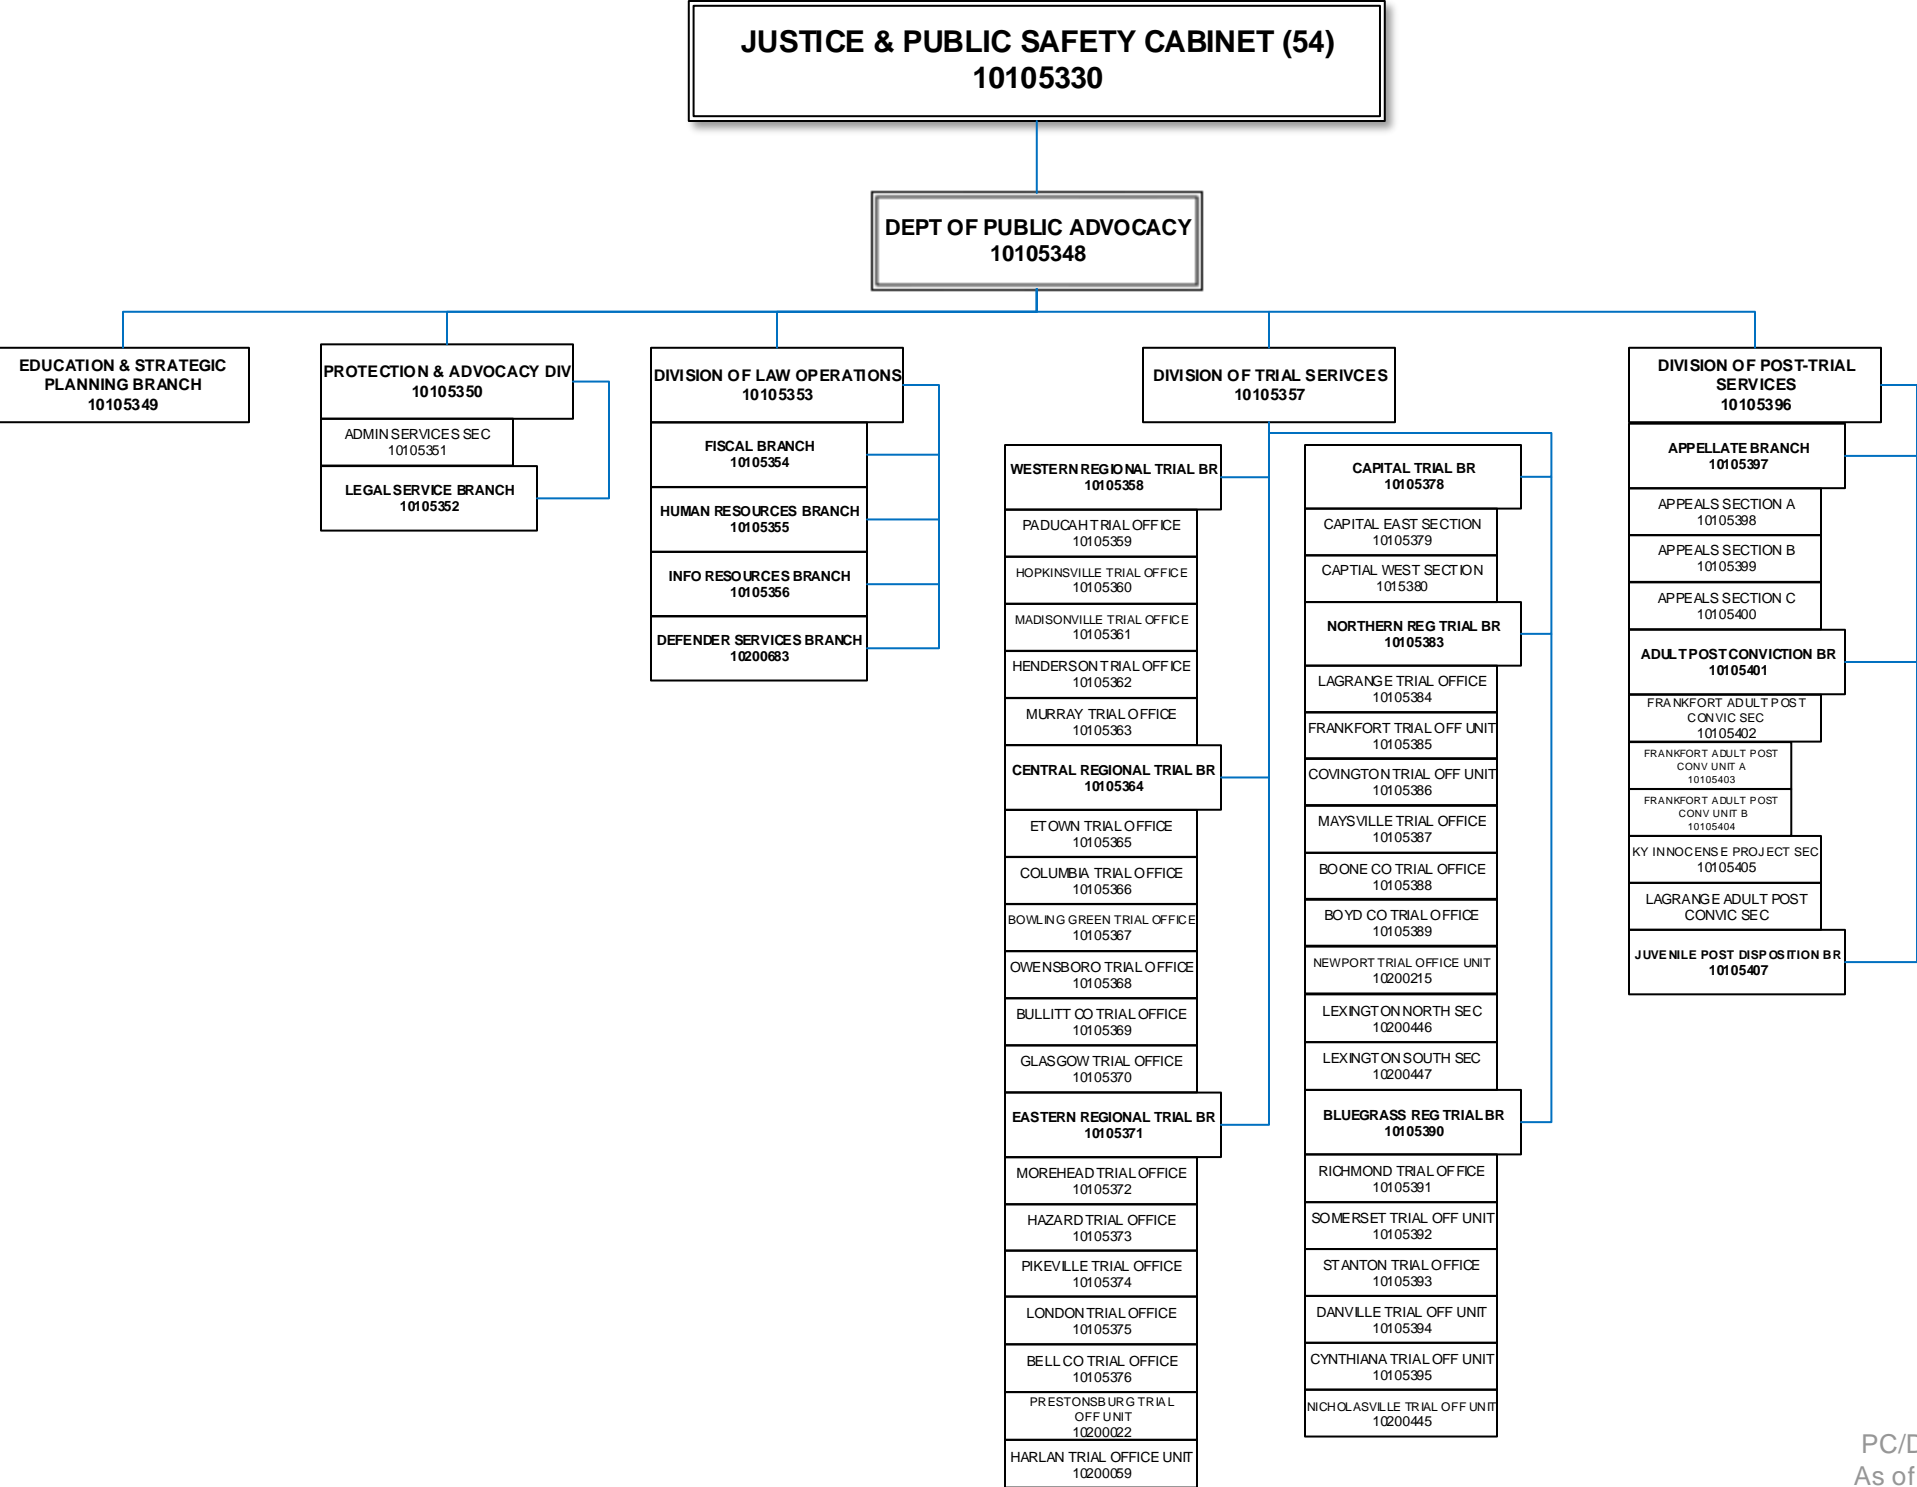 JUSTICE & PUBLIC SAFETY CABINET (54)
10105330
DEPT OF PUBLIC ADVOCACY
10105348
EDUCATION & STRATEGIC
PLANNING BRANCH
10105349
PROTECTION & ADVOCACY DIV
10105350
ADMIN SERVICES SEC
10105351
LEGAL SERVICE BRANCH
10105352
DIVISION OF LAW OPERATIONS
10105353
FISCAL BRANCH
10105354
HUMAN RESOURCES BRANCH
10105355
INFO RESOURCES BRANCH
10105356
DEFENDER SERVICES BRANCH
10200683
DIVISION OF TRIAL SERIVCES
10105357
WESTERN REGIONAL TRIAL BR
10105358
PADUCAH TRIAL OFFICE
10105359
HOPKINSVILLE TRIAL OFFICE
10105360
MADISONVILLE TRIAL OFFICE
10105361
HENDERSON TRIAL OFFICE
10105362
MURRAY TRIAL OFFICE
10105363
CENTRAL REGIONAL TRIAL BR
10105364
ETOWN TRIAL OFFICE
10105365
COLUMBIA TRIAL OFFICE
10105366
BOWLING GREEN TRIAL OFFICE
10105367
OWENSBORO TRIAL OFFICE
10105368
BULLITT CO TRIAL OFFICE
10105369
GLASGOW TRIAL OFFICE
10105370
EASTERN REGIONAL TRIAL BR
10105371
MOREHEAD TRIAL OFFICE
10105372
HAZARD TRIAL OFFICE
10105373
PIKEVILLE TRIAL OFFICE
10105374
LONDON TRIAL OFFICE
10105375
BELL CO TRIAL OFFICE
10105376
PRESTONSBURG TRIAL
OFF UNIT
10200022
HARLAN TRIAL OFFICE UNIT
10200059
CAPITAL TRIAL BR
10105378
CAPITAL EAST SECTION
10105379
CAPTIAL WEST SECTION
1015380
NORTHERN REG TRIAL BR
10105383
LAGRANGE TRIAL OFFICE
10105384
FRANKFORT TRIAL OFF UNIT
10105385
COVINGTON TRIAL OFF UNIT
10105386
MAYSVILLE TRIAL OFFICE
10105387
BOONE CO TRIAL OFFICE
10105388
BOYD CO TRIAL OFFICE
10105389
NEWPORT TRIAL OFFICE UNIT
10200215
LEXINGTON NORTH SEC
10200446
LEXINGTON SOUTH SEC
10200447
BLUEGRASS REG TRIAL BR
10105390
RICHMOND TRIAL OFFICE
10105391
SOMERSET TRIAL OFF UNIT
10105392
STANTON TRIAL OFFICE
10105393
DANVILLE TRIAL OFF UNIT
10105394
CYNTHIANA TRIAL OFF UNIT
10105395
NICHOLASVILLE TRIAL OFF UNIT
10200445
DIVISION OF POST-TRIAL
SERVICES
10105396
APPELLATE BRANCH
10105397
APPEALS SECTION A
10105398
APPEALS SECTION B
10105399
APPEALS SECTION C
10105400
ADULT POST CONVICTION BR
10105401
FRANKFORT ADULT POST
CONVIC SEC
10105402
FRANKFORT ADULT POST
CONV UNIT A
10105403
FRANKFORT ADULT POST
CONV UNIT B
10105404
KY INNOCENSE PROJECT SEC
10105405
LAGRANGE ADULT POST
CONVIC SEC
JUVENILE POST DISPOSITION BR
10105407
PC/D
As of